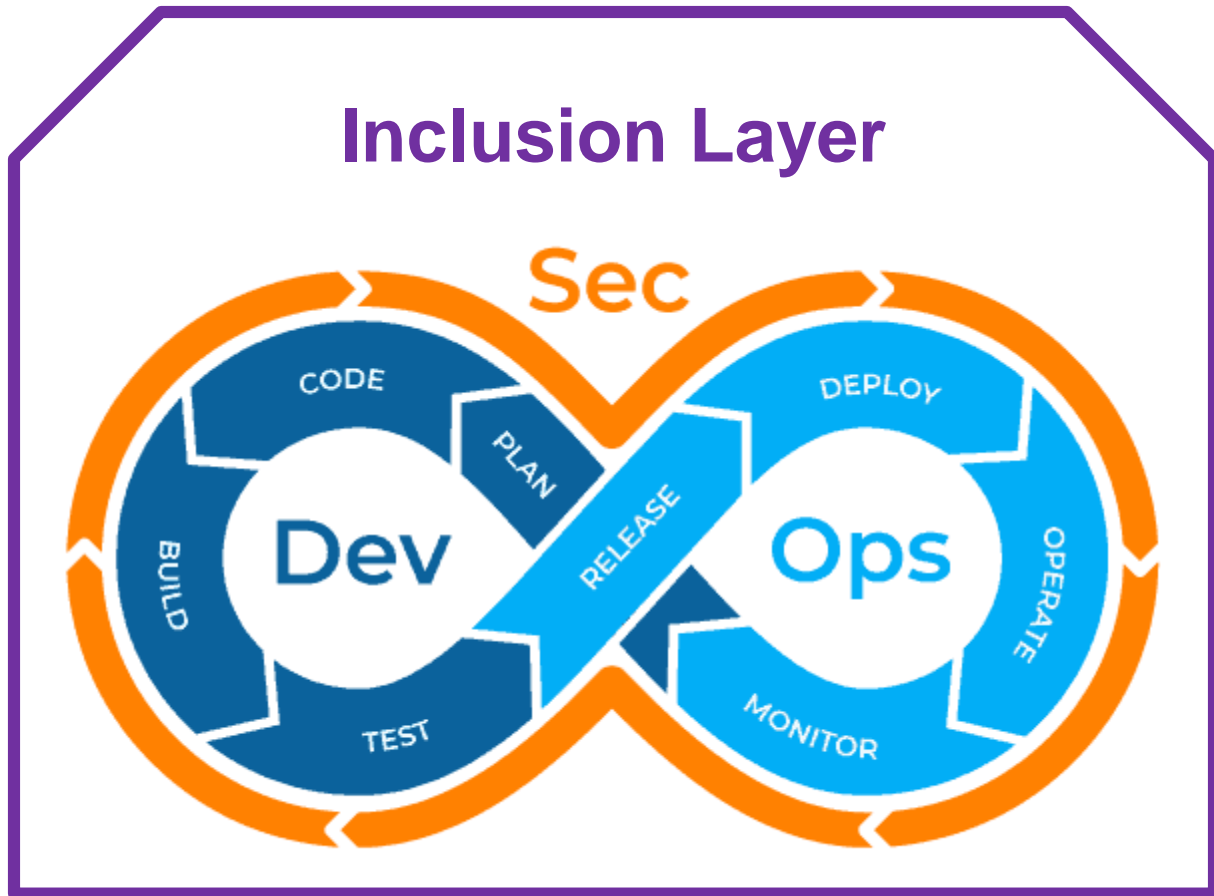 Inclusion Layer
Sec
CODE
DEPLOY
PLAN
RELEASE
Dev
Ops
BUILD
OPERATE
TEST
MONITOR